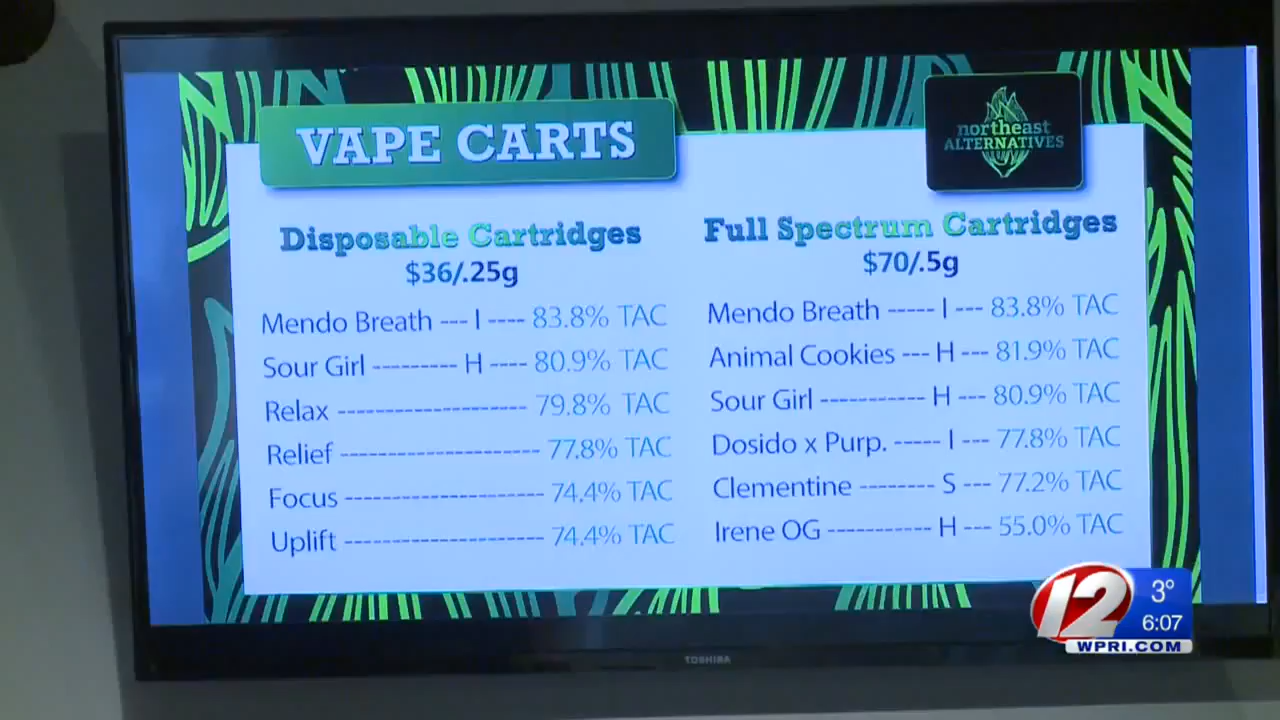 VAPE CARTS
northeast
ALTERNATIVES
Disposable Cartridges
$36/.25g
Mendo Breath --- I ---- 83.8% TAC
Sour Girl --------- H ---- 80.9% TAC
Relax -------------------- 79.8% TAC
Relief --------------------- 77.8% TAC
Focus --------------------- 74.4% TAC
Uplift --------------------- 74.4% TAC
Full Spectrum Cartridges
$70/.5g
Mendo Breath ----- I --- 83.8% TAC
Animal Cookies --- H --- 81.9% TAC
Sour Girl ----------- H --- 80.9% TAC
Dosido x Purp. ----- I --- 77.8% TAC
Clementine -------- S --- 77.2% TAC
Irene OG ----------- H --- 55.0% TAC
TOSHIBA
12
3°
6:07
WPRI.COM